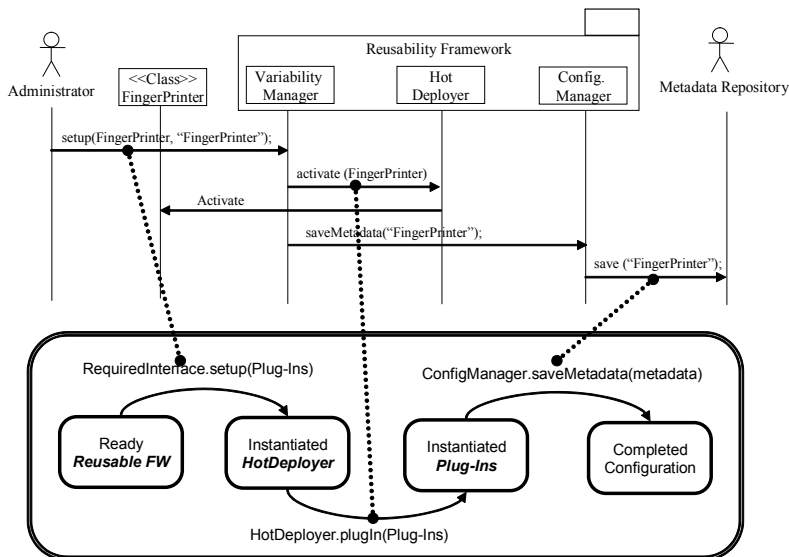 Reusability Framework
Administrator
<<Class>>
FingerPrinter
Variability
Manager
Hot
Deployer
Config.
Manager
Metadata Repository
setup(FingerPrinter, “FingerPrinter”);
activate (FingerPrinter)
Activate
saveMetadata(“FingerPrinter”);
save (“FingerPrinter”);
RequiredInterface.setup(Plug-Ins)
ConfigManager.saveMetadata(metadata)
Ready
Reusable FW
Instantiated
HotDeployer
Instantiated
Plug-Ins
Completed
Configuration
HotDeployer.plugIn(Plug-Ins)